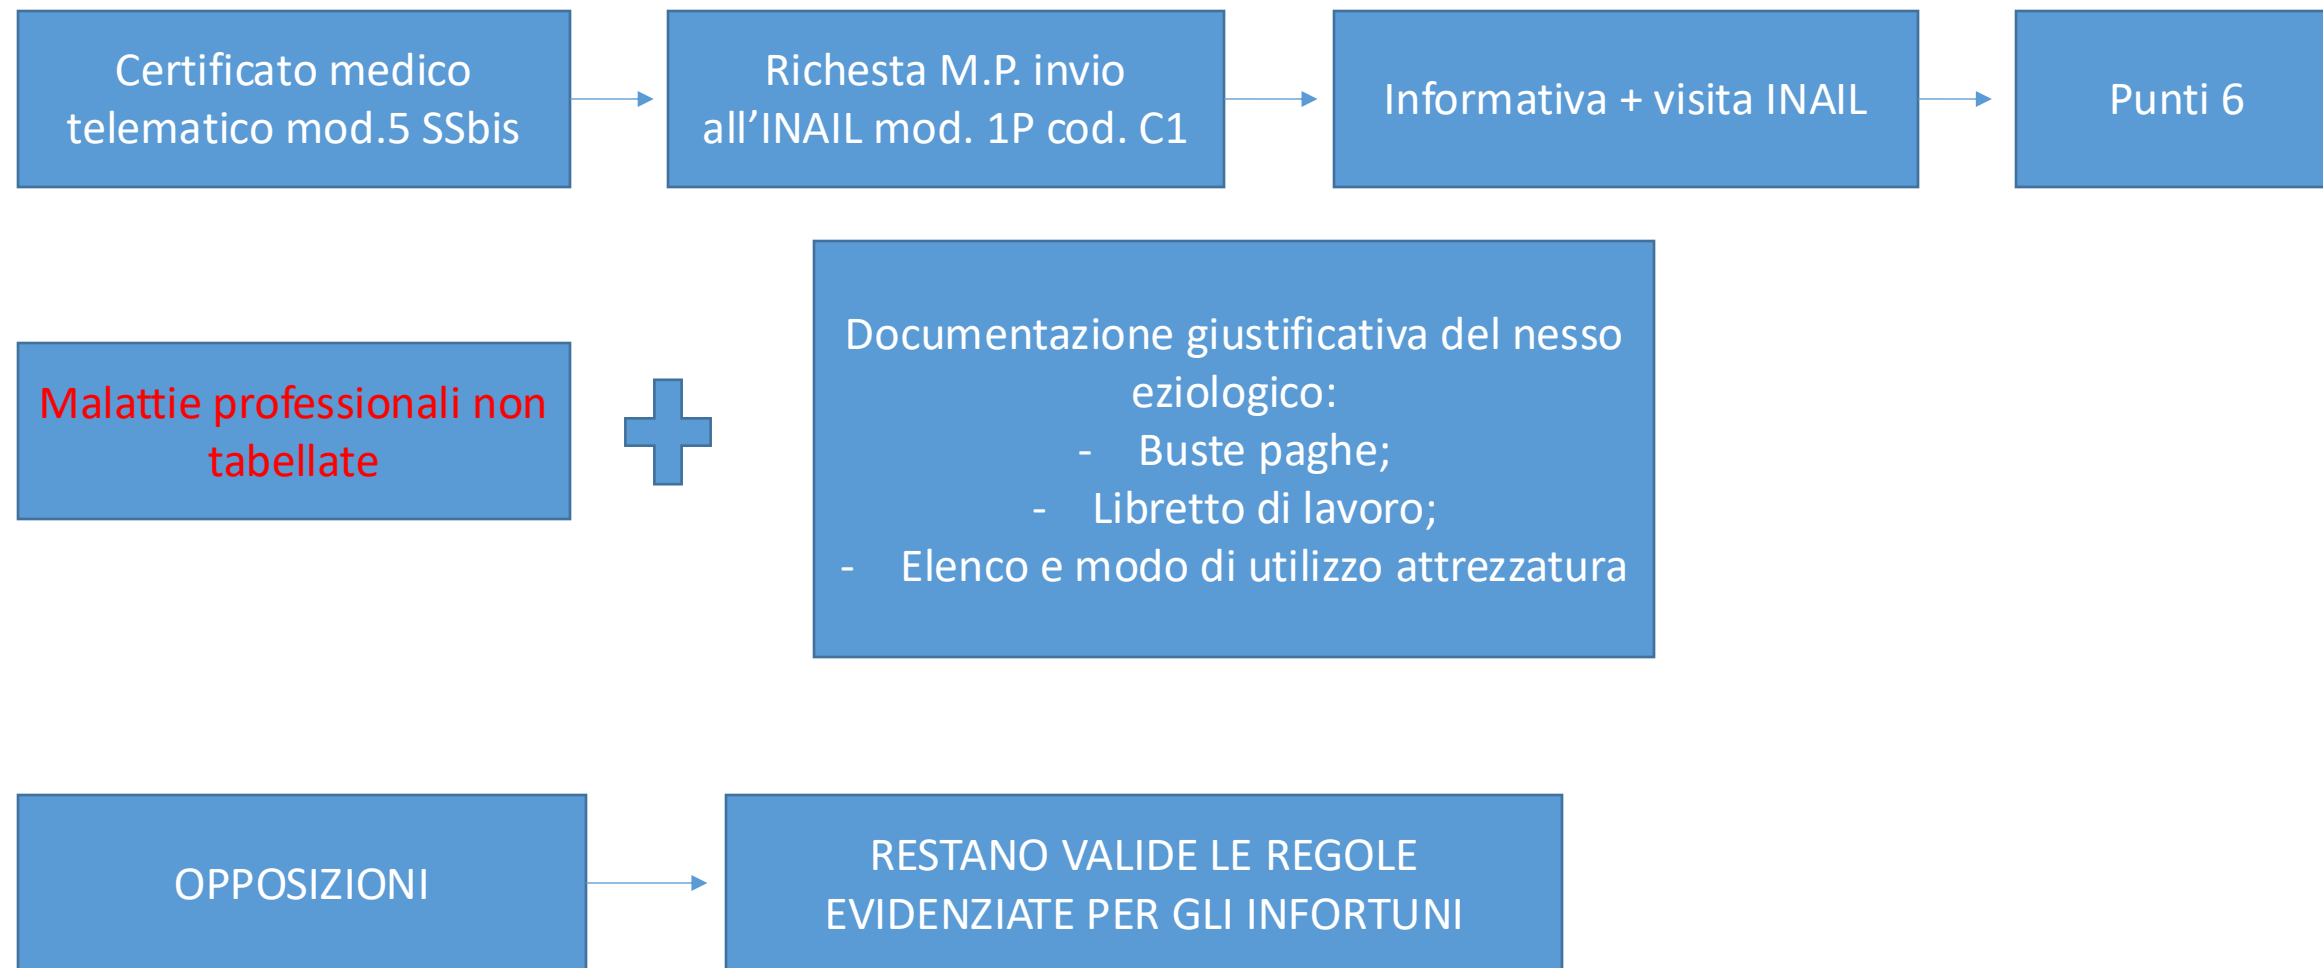 Certificato medico
telematico mod.5 SSbis
Richesta M.P. invio
all'INAIL mod. 1P cod. C1
Informativa + visita INAIL
Punti 6
Malattie professionali non
tabellate
Documentazione giustificativa del nesso
eziologico:
- Buste paghe;
- Libretto di lavoro;
- Elenco e modo di utilizzo attrezzatura
OPPOSIZIONI
RESTANO VALIDE LE REGOLE
EVIDENZIATE PER GLI INFORTUNI